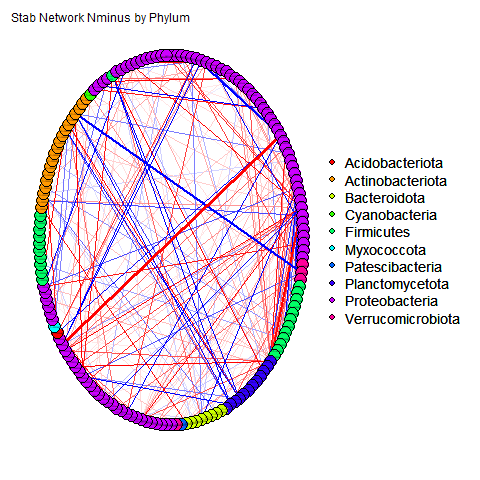 Stab Network Nminus by Phylum
Acidobacteriota
Actinobacteriota
Bacteroidota
Cyanobacteria
Firmicutes
Myxococcota
Patescibacteria
Planctomycetota
Proteobacteria
Verrucomicrobiota